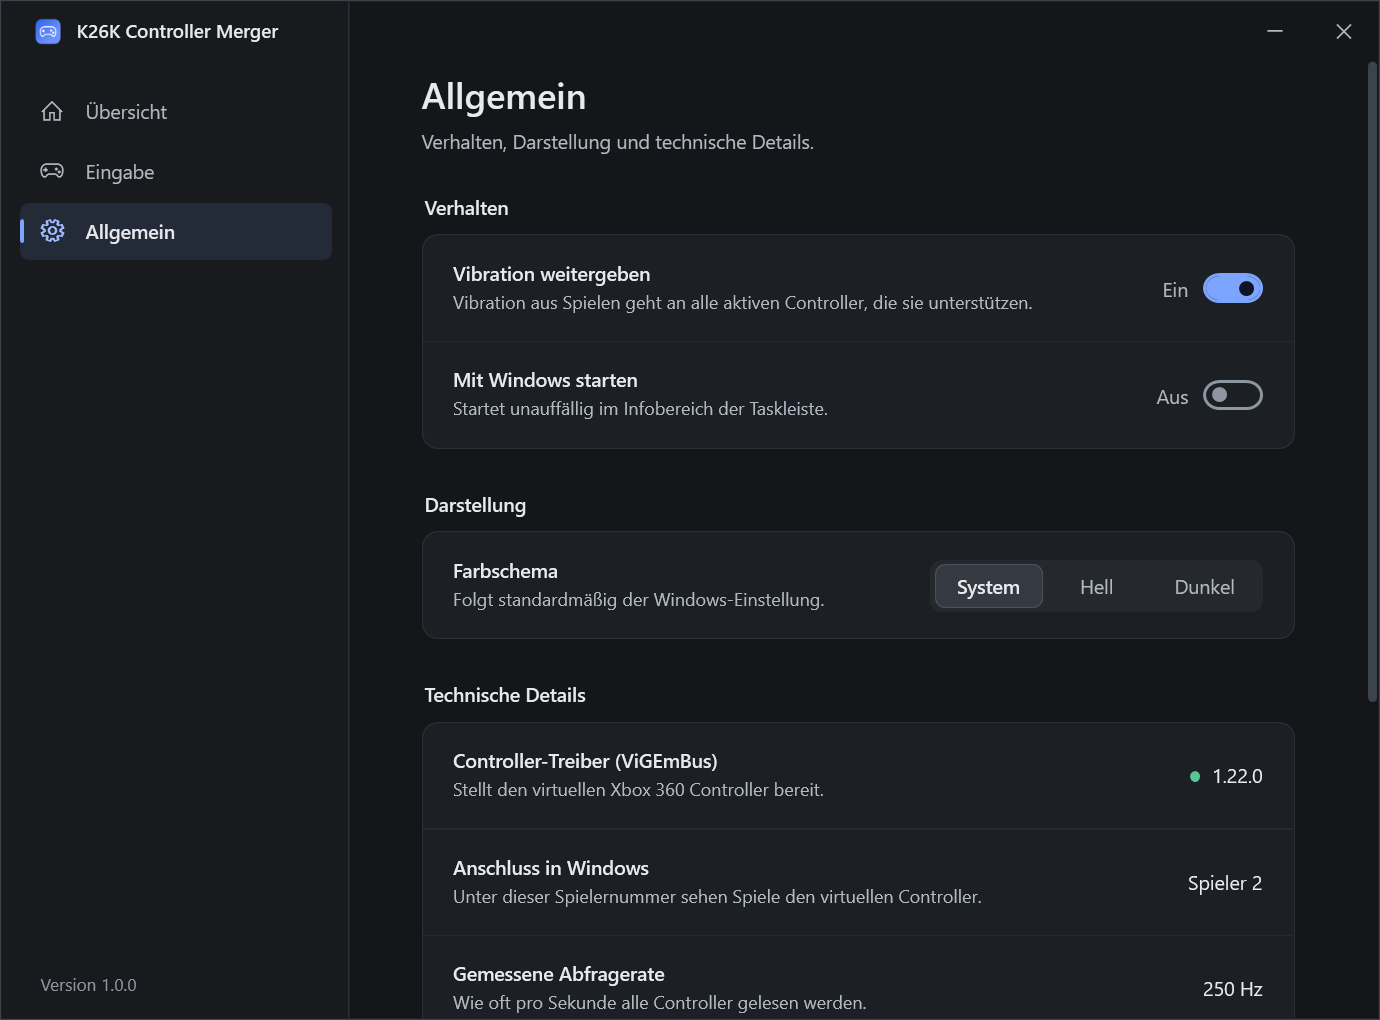 K26K Controller Merger
Übersicht
Eingabe
Allgemein
Version 1.0.0
Allgemein
Verhalten, Darstellung und technische Details.
Verhalten
Vibration weitergeben
Vibration aus Spielen geht an alle aktiven Controller, die sie unterstützen.
Ein
Mit Windows starten
Startet unauffällig im Infobereich der Taskleiste.
Aus
Darstellung
Farbschema
Folgt standardmäßig der Windows-Einstellung.
System
Hell
Dunkel
Technische Details
Controller-Treiber (ViGEmBus)
Stellt den virtuellen Xbox 360 Controller bereit.
1.22.0
Anschluss in Windows
Unter dieser Spielernummer sehen Spiele den virtuellen Controller.
Spieler 2
Gemessene Abfragerate
Wie oft pro Sekunde alle Controller gelesen werden.
250 Hz